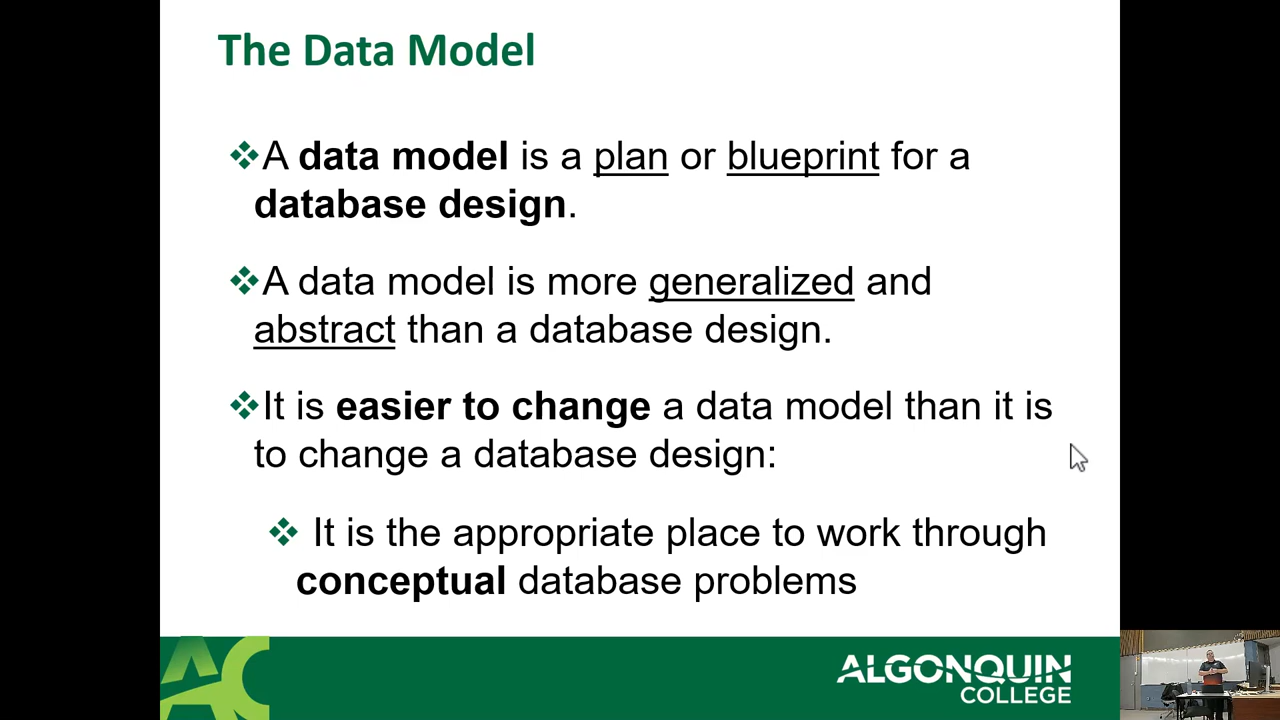 The Data Model
❖A data model is a plan or blueprint for a
database design.
❖A data model is more generalized and
abstract than a database design.
❖It is easier to change a data model than it is
to change a database design:
❖ It is the appropriate place to work through
conceptual database problems
AC
ALGONQUIN
COLLEGE